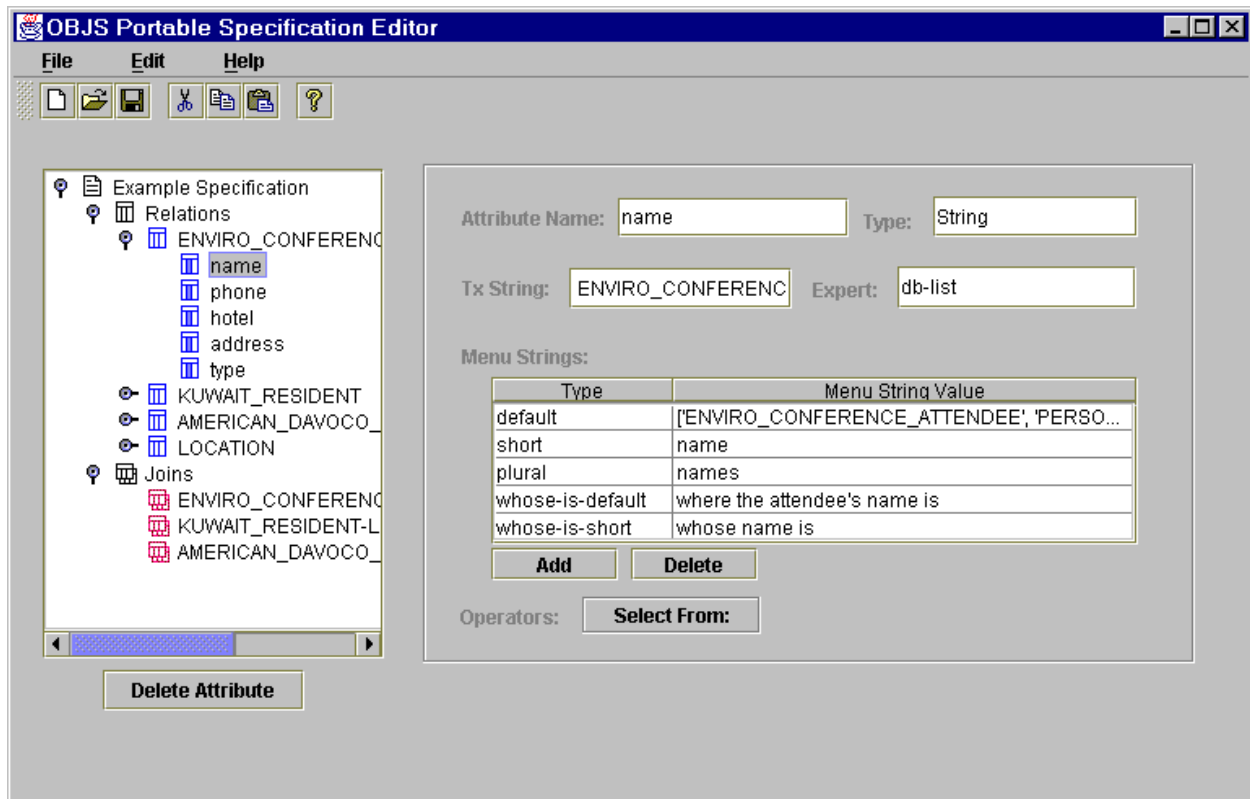 OBJS Portable Specification Editor
File Edit Help
Example Specification
Relations
ENVIRO_CONFERENC
name
phone
hotel
address
type
KUWAIT_RESIDENT
AMERICAN_DAVOCO_
LOCATION
Joins
ENVIRO_CONFERENC
KUWAIT_RESIDENT-L
AMERICAN_DAVOCO_
Delete Attribute
Attribute Name: name Type: String
Tx String: ENVIRO_CONFERENC Expert: db-list
Menu Strings:
Type Menu String Value
default ['ENVIRO_CONFERENCE_ATTENDEE', 'PERSO...
short name
plural names
whose-is-default where the attendee's name is
whose-is-short whose name is
Add Delete
Operators: Select From: